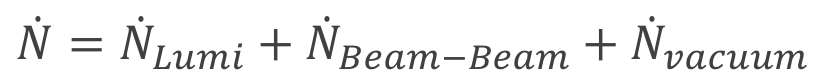 Ṅ = Ṅ_Lumi + Ṅ_Beam−Beam + Ṅ_vacuum